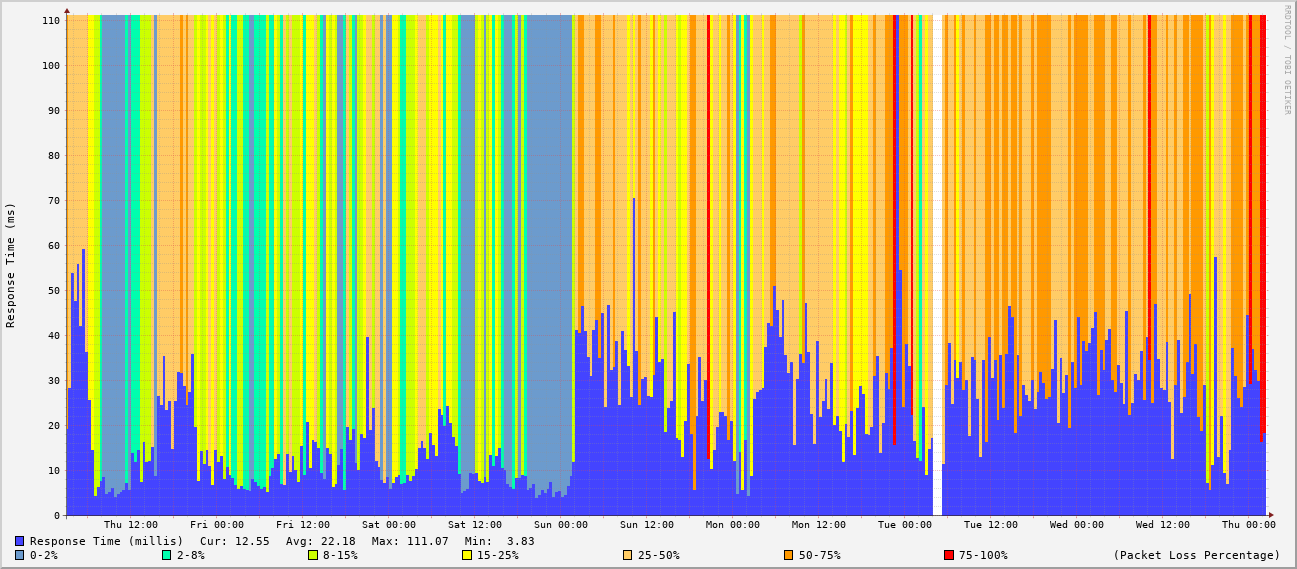 110
100
90
80
70
60
50
40
30
20
10
0
Response Time (ms)
RRDTOOL / TOBI OETIKER
Thu 12:00 Fri 00:00 Fri 12:00 Sat 00:00 Sat 12:00 Sun 00:00 Sun 12:00 Mon 00:00 Mon 12:00 Tue 00:00 Tue 12:00 Wed 00:00 Wed 12:00 Thu 00:00
Response Time (millis) Cur: 12.55 Avg: 22.18 Max: 111.07 Min: 3.83
0-2% 2-8% 8-15% 15-25% 25-50% 50-75% 75-100% (Packet Loss Percentage)